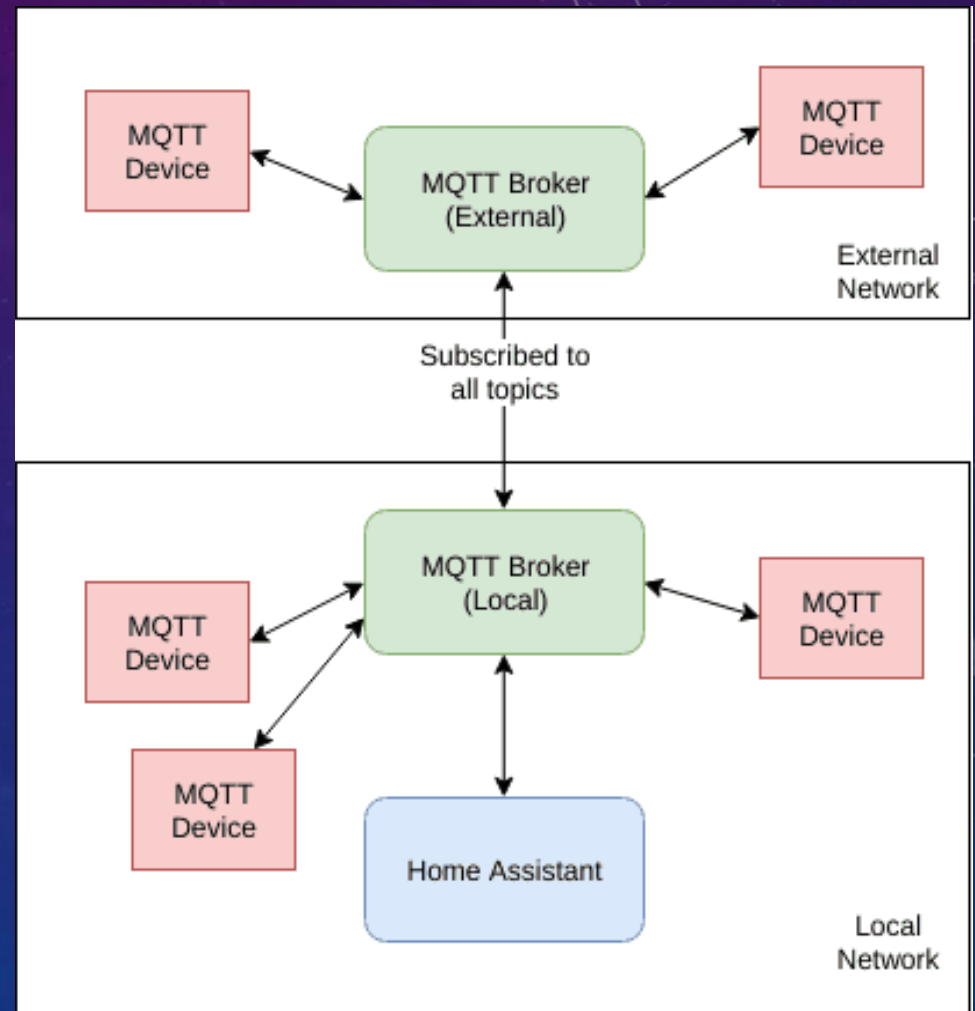 MQTT
Device
MQTT Broker
(External)
MQTT
Device
External
Network
Subscribed to
all topics
MQTT Broker
(Local)
MQTT
Device
MQTT
Device
MQTT
Device
Home Assistant
Local
Network